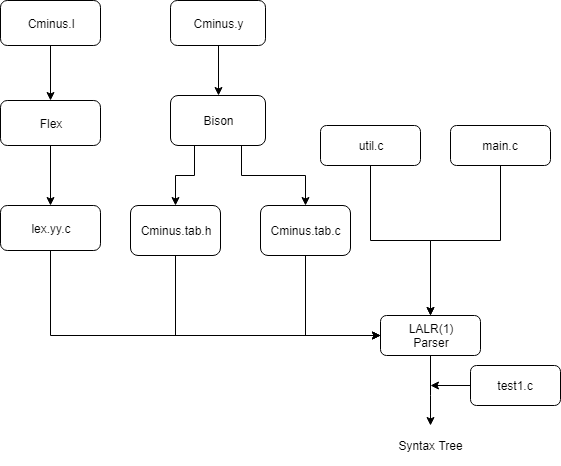 Cminus.l
Cminus.y
Flex
Bison
util.c
main.c
lex.yy.c
Cminus.tab.h
Cminus.tab.c
LALR(1)
Parser
test1.c
Syntax Tree